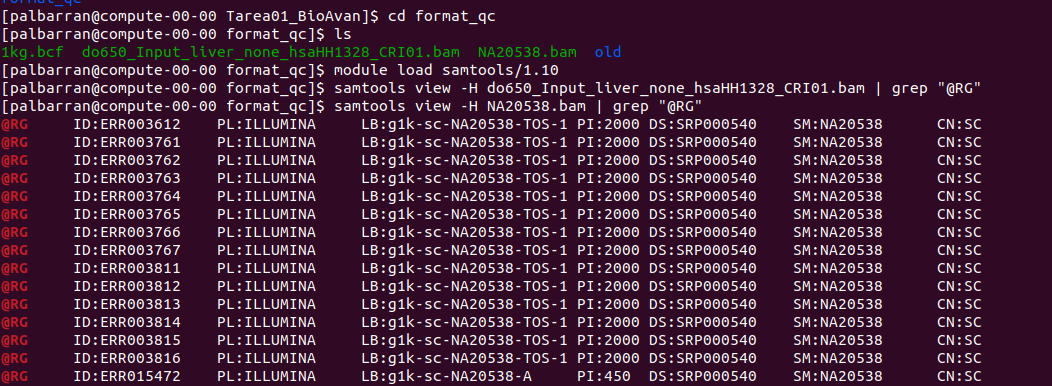 format_qc
[palbarran@compute-00-00 Tarea01_BioAvan]$ cd format_qc
[palbarran@compute-00-00 format_qc]$ ls
1kg.bcf  do650_Input_liver_none_hsaHH1328_CRI01.bam  NA20538.bam  old
[palbarran@compute-00-00 format_qc]$ module load samtools/1.10
[palbarran@compute-00-00 format_qc]$ samtools view -H do650_Input_liver_none_hsaHH1328_CRI01.bam | grep "@RG"
[palbarran@compute-00-00 format_qc]$ samtools view -H NA20538.bam | grep "@RG"
@RG ID:ERR003612 PL:ILLUMINA LB:g1k-sc-NA20538-TOS-1 PI:2000 DS:SRP000540 SM:NA20538 CN:SC
@RG ID:ERR003761 PL:ILLUMINA LB:g1k-sc-NA20538-TOS-1 PI:2000 DS:SRP000540 SM:NA20538 CN:SC
@RG ID:ERR003762 PL:ILLUMINA LB:g1k-sc-NA20538-TOS-1 PI:2000 DS:SRP000540 SM:NA20538 CN:SC
@RG ID:ERR003763 PL:ILLUMINA LB:g1k-sc-NA20538-TOS-1 PI:2000 DS:SRP000540 SM:NA20538 CN:SC
@RG ID:ERR003764 PL:ILLUMINA LB:g1k-sc-NA20538-TOS-1 PI:2000 DS:SRP000540 SM:NA20538 CN:SC
@RG ID:ERR003765 PL:ILLUMINA LB:g1k-sc-NA20538-TOS-1 PI:2000 DS:SRP000540 SM:NA20538 CN:SC
@RG ID:ERR003766 PL:ILLUMINA LB:g1k-sc-NA20538-TOS-1 PI:2000 DS:SRP000540 SM:NA20538 CN:SC
@RG ID:ERR003767 PL:ILLUMINA LB:g1k-sc-NA20538-TOS-1 PI:2000 DS:SRP000540 SM:NA20538 CN:SC
@RG ID:ERR003811 PL:ILLUMINA LB:g1k-sc-NA20538-TOS-1 PI:2000 DS:SRP000540 SM:NA20538 CN:SC
@RG ID:ERR003812 PL:ILLUMINA LB:g1k-sc-NA20538-TOS-1 PI:2000 DS:SRP000540 SM:NA20538 CN:SC
@RG ID:ERR003813 PL:ILLUMINA LB:g1k-sc-NA20538-TOS-1 PI:2000 DS:SRP000540 SM:NA20538 CN:SC
@RG ID:ERR003814 PL:ILLUMINA LB:g1k-sc-NA20538-TOS-1 PI:2000 DS:SRP000540 SM:NA20538 CN:SC
@RG ID:ERR003815 PL:ILLUMINA LB:g1k-sc-NA20538-TOS-1 PI:2000 DS:SRP000540 SM:NA20538 CN:SC
@RG ID:ERR003816 PL:ILLUMINA LB:g1k-sc-NA20538-TOS-1 PI:2000 DS:SRP000540 SM:NA20538 CN:SC
@RG ID:ERR015472 PL:ILLUMINA LB:g1k-sc-NA20538-A PI:450 DS:SRP000540 SM:NA20538 CN:SC